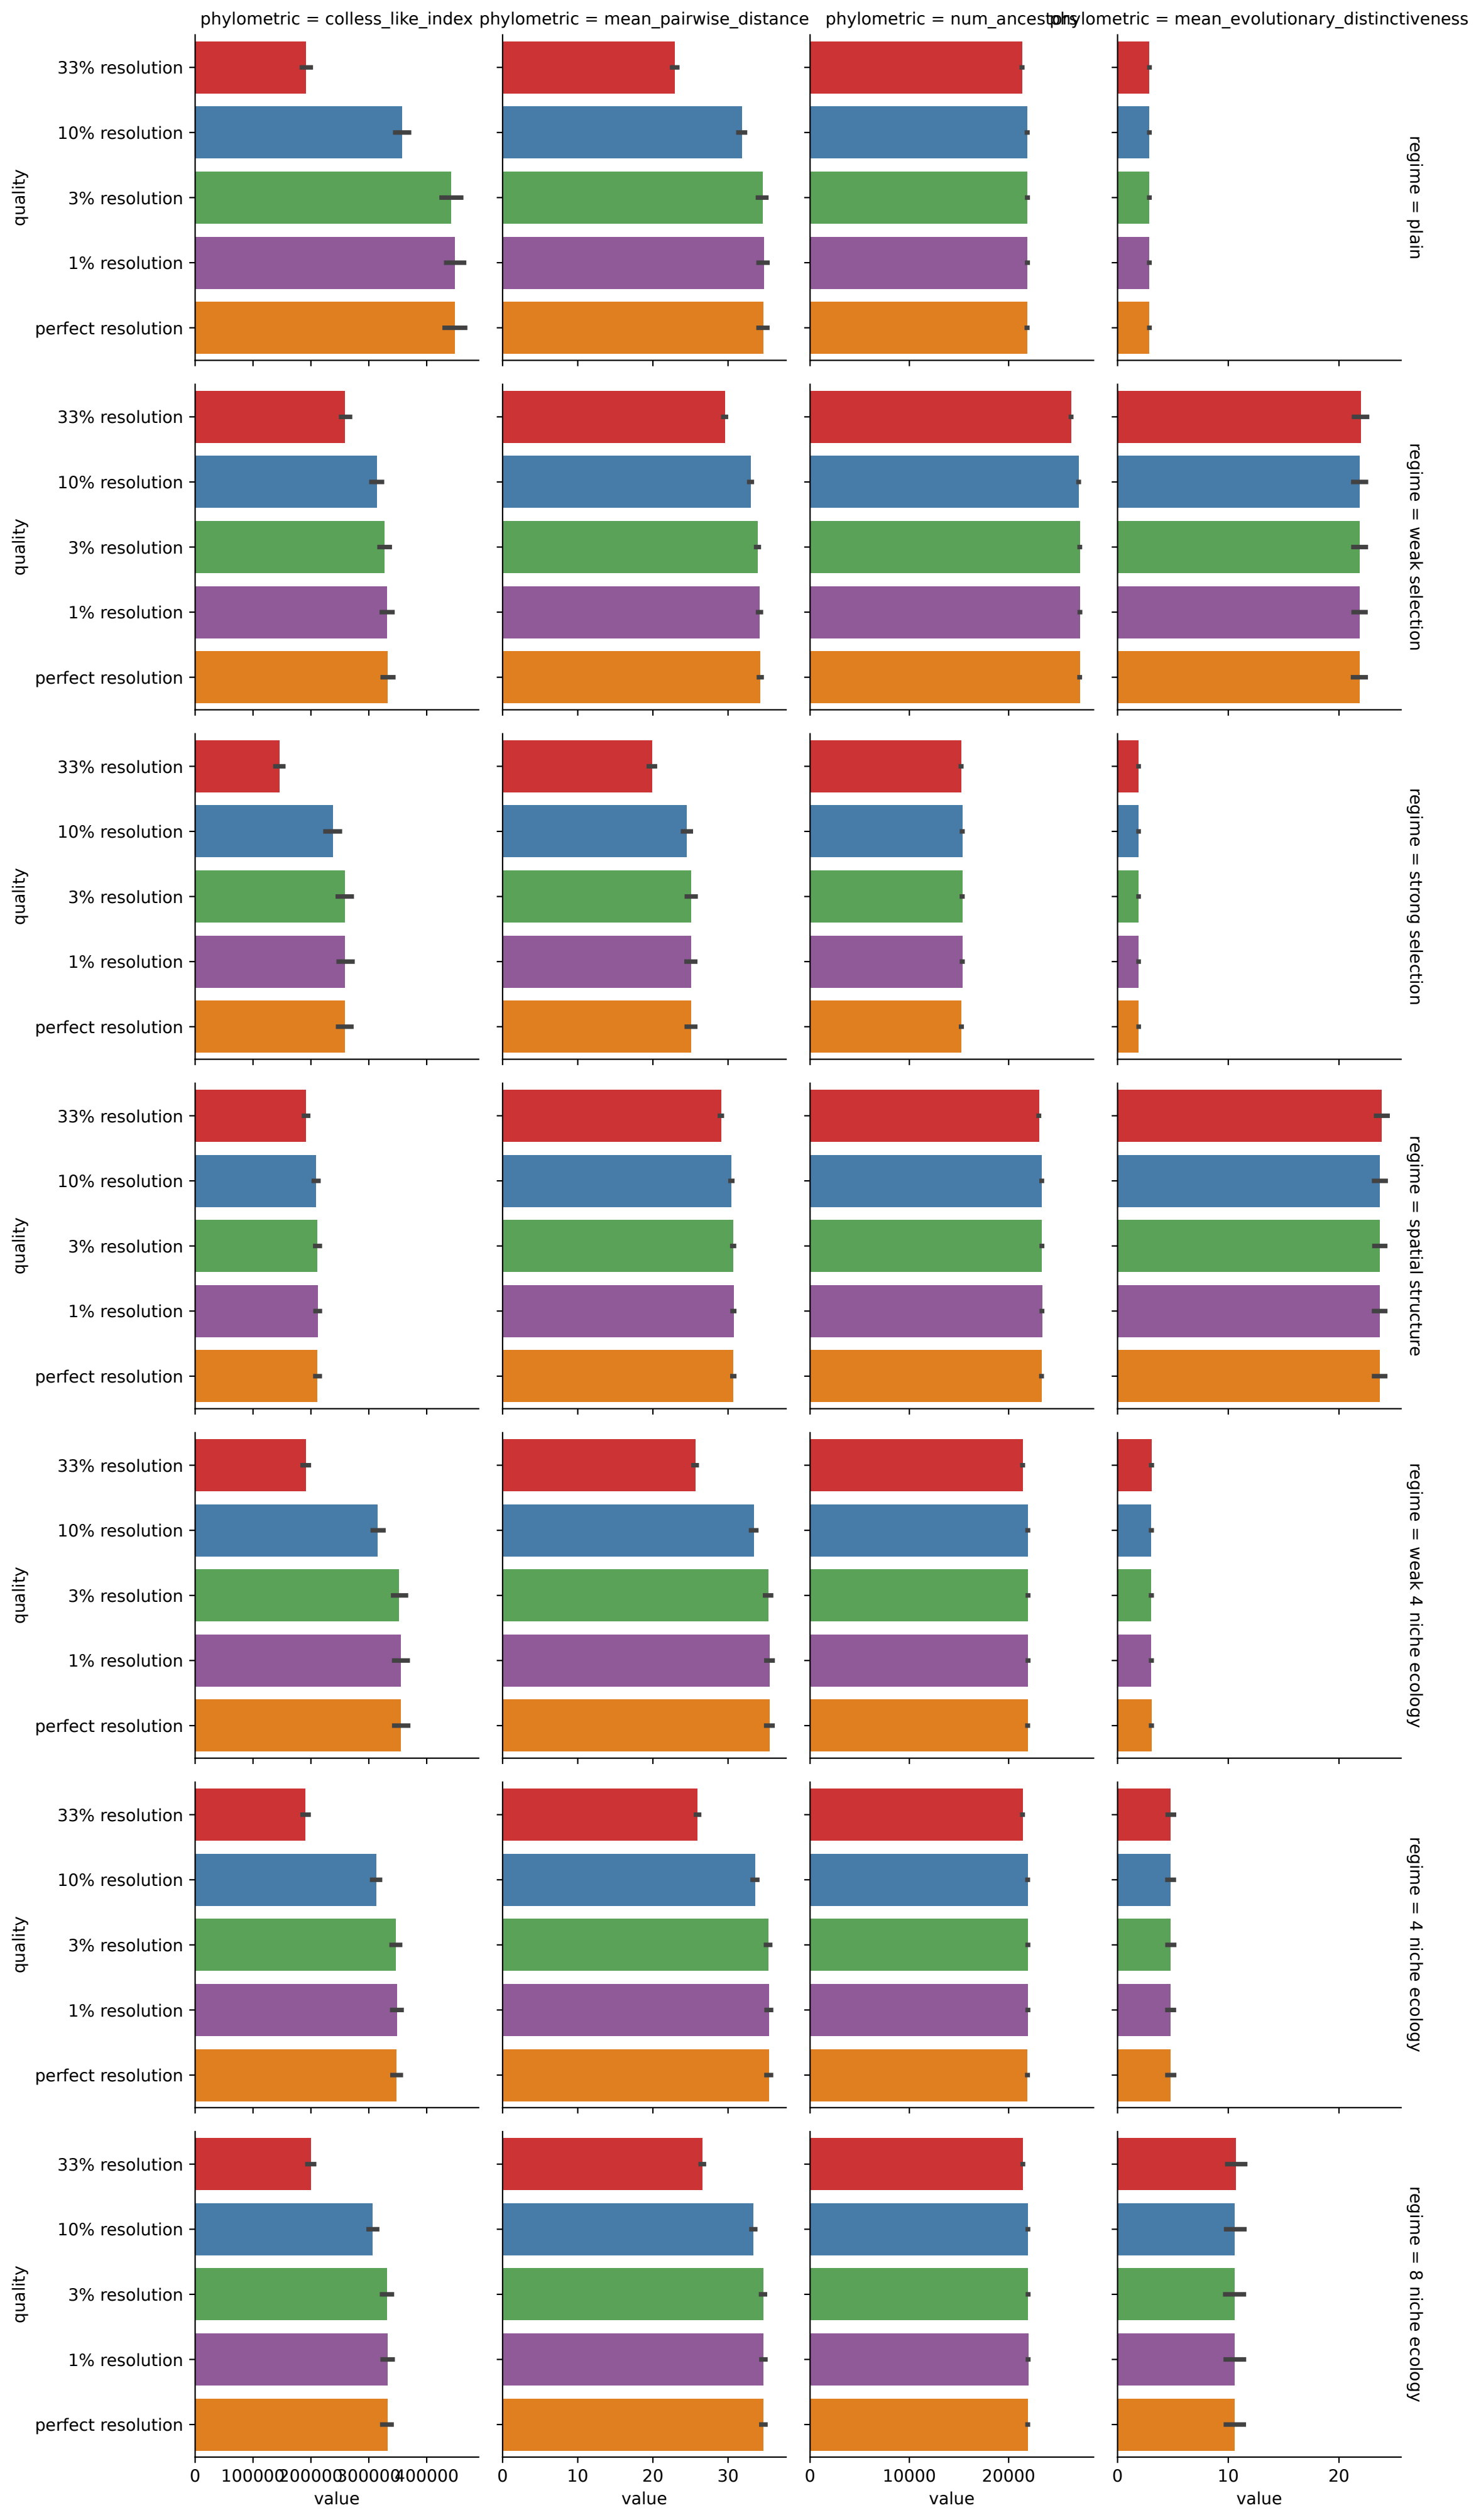 phylometric = colless_like_index
phylometric = mean_pairwise_distance
phylometric = num_ancestors
phylometric = mean_evolutionary_distinctiveness
33% resolution
10% resolution
3% resolution
1% resolution
perfect resolution
quality
regime = plain
33% resolution
10% resolution
3% resolution
1% resolution
perfect resolution
quality
regime = weak selection
33% resolution
10% resolution
3% resolution
1% resolution
perfect resolution
quality
regime = strong selection
33% resolution
10% resolution
3% resolution
1% resolution
perfect resolution
quality
regime = spatial structure
33% resolution
10% resolution
3% resolution
1% resolution
perfect resolution
quality
regime = weak 4 niche ecology
33% resolution
10% resolution
3% resolution
1% resolution
perfect resolution
quality
regime = 4 niche ecology
33% resolution
10% resolution
3% resolution
1% resolution
perfect resolution
quality
regime = 8 niche ecology
0 100000 200000 300000 400000
0 10 20 30
0 10000 20000
0 10 20
value
value
value
value